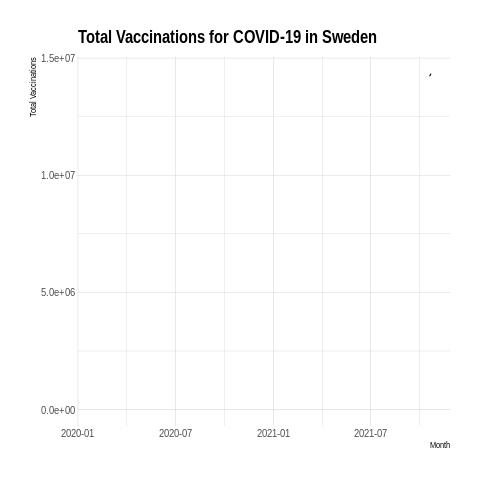 Total Vaccinations for COVID-19 in Sweden
Total Vaccinations
1.5e+07
1.0e+07
5.0e+06
0.0e+00
2020-01 2020-07 2021-01 2021-07
Month